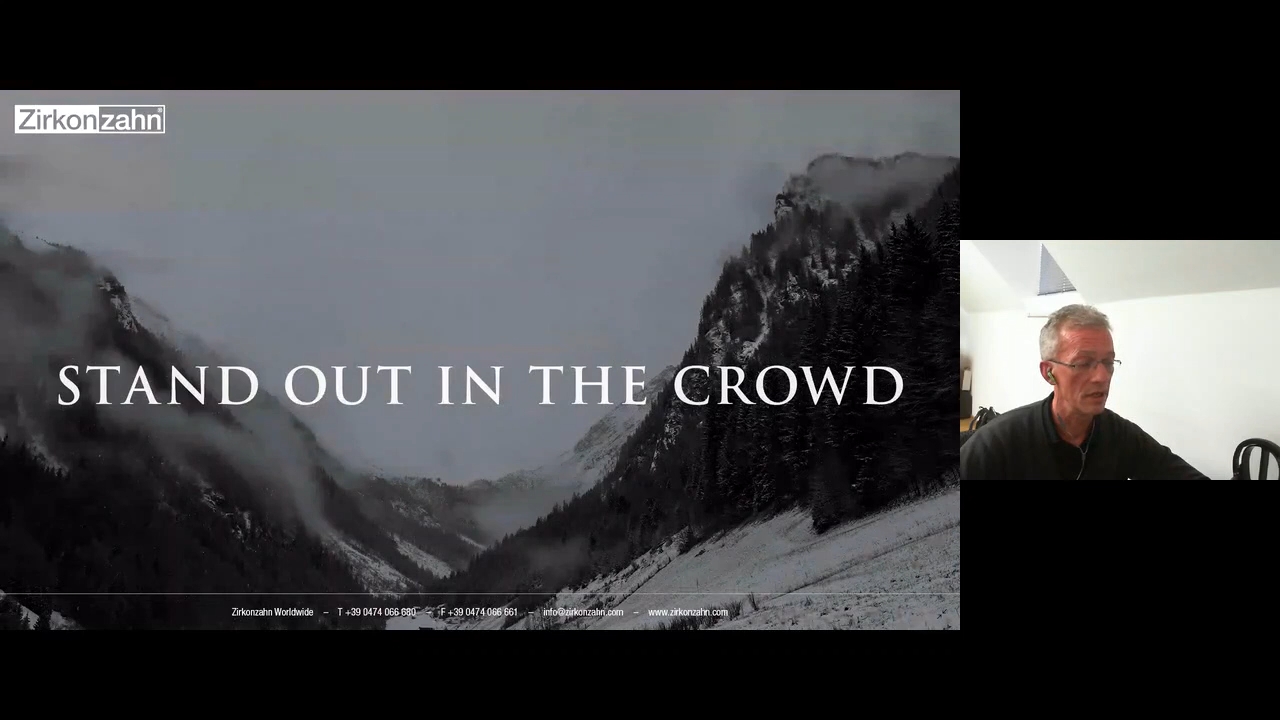 Zirkonzahn®
STAND OUT IN THE CROWD
Zirkonzahn Worldwide – T +39 0474 066 680 – F +39 0474 066 661 – info@zirkonzahn.com – www.zirkonzahn.com